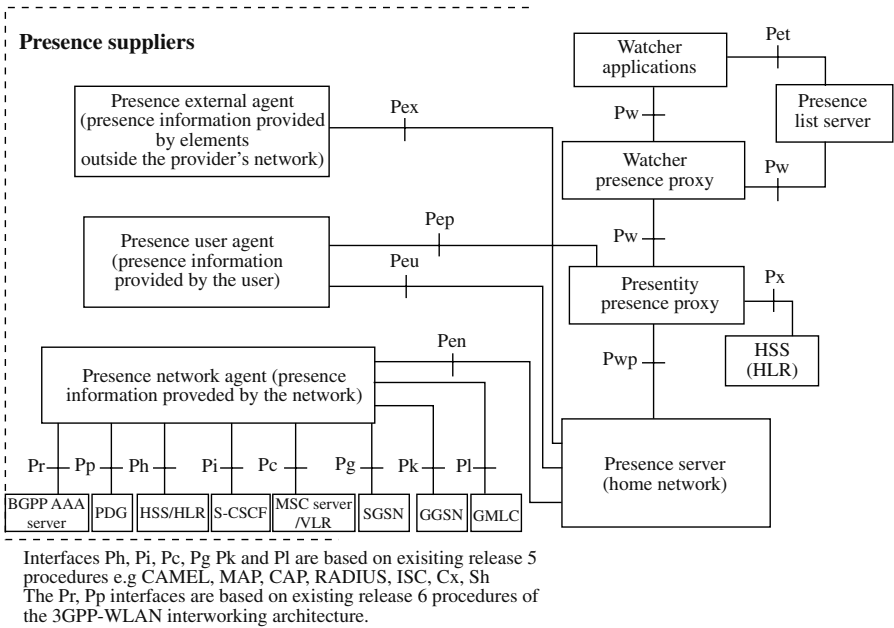 Presence suppliers
Presence external agent
(presence information provided
by elements
outside the provider's network)
Pex
Watcher
applications
Pet
Presence
list server
Pw
Watcher
presence proxy
Pw
Presence user agent
(presence information
provided by the user)
Pep
Peu
Pw
Presentity
presence proxy
Px
HSS
(HLR)
Pwp
Presence network agent (presence
information proveded by the network)
Pen
Presence server
(home network)
Pr
Pp
Ph
Pi
Pc
Pg
Pk
Pl
BGPP AAA
server
PDG
HSS/HLR
S-CSCF
MSC server
/VLR
SGSN
GGSN
GMLC
Interfaces Ph, Pi, Pc, Pg Pk and Pl are based on exisiting release 5
procedures e.g CAMEL, MAP, CAP, RADIUS, ISC, Cx, Sh
The Pr, Pp interfaces are based on existing release 6 procedures of
the 3GPP-WLAN interworking architecture.